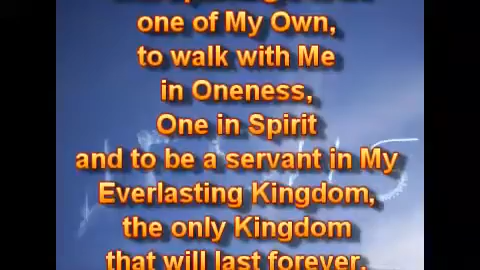 one of My Own,
to walk with Me
in Oneness,
One in Spirit
and to be a servant in My
Everlasting Kingdom,
the only Kingdom
that will last forever.